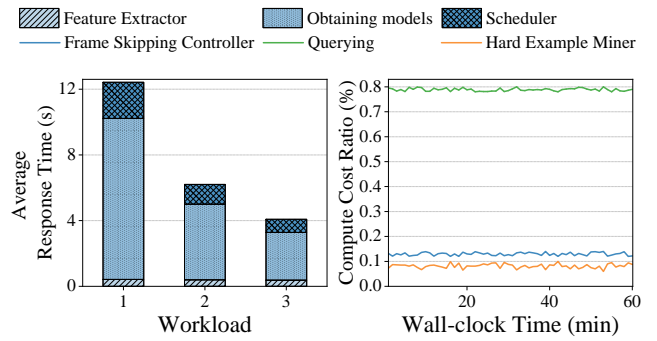 Feature Extractor Obtaining models Scheduler
Frame Skipping Controller Querying Hard Example Miner
Average
Response Time (s)
12
8
4
0
1 2 3
Workload
Compute Cost Ratio (%)
0.8
0.7
0.6
0.5
0.4
0.3
0.2
0.1
0.0
20 40 60
Wall-clock Time (min)